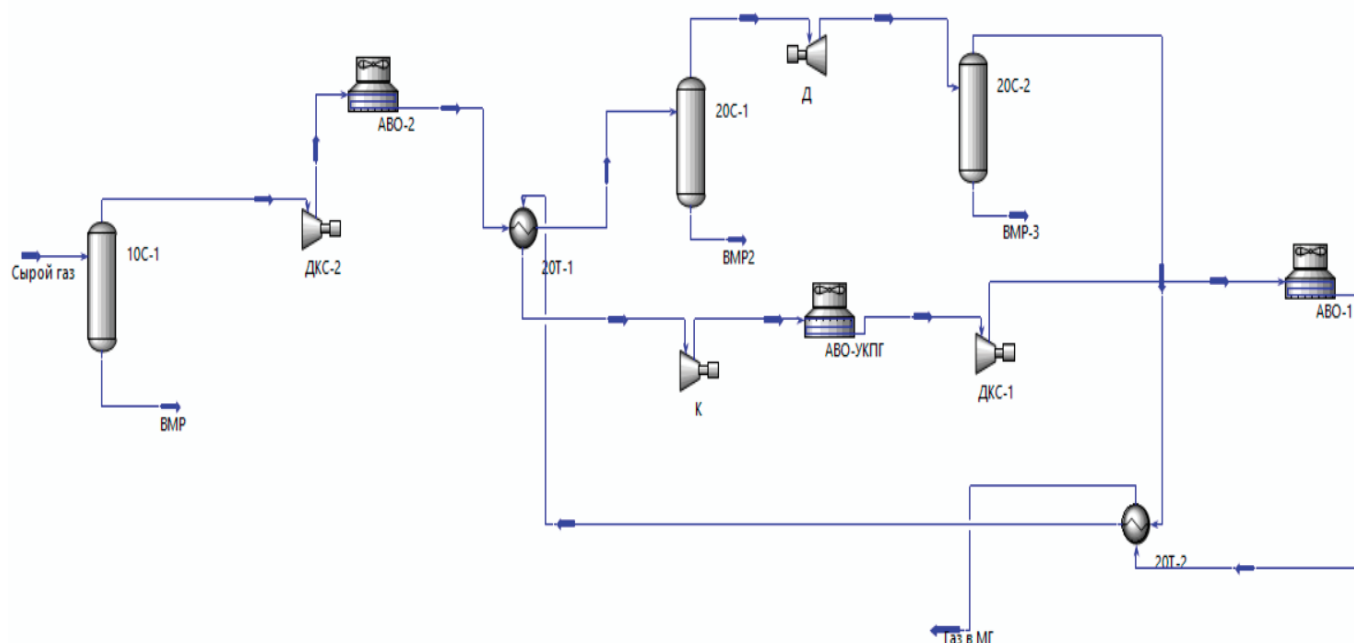 Д
20С-1
20С-2
АВО-2
10С-1
ВМР-3
ВМР2
Сырой газ
ДКС-2
20Т-1
АВО-1
АВО-УКПГ
ДКС-1
К
ВМР
20Т-2
Газ в МГ